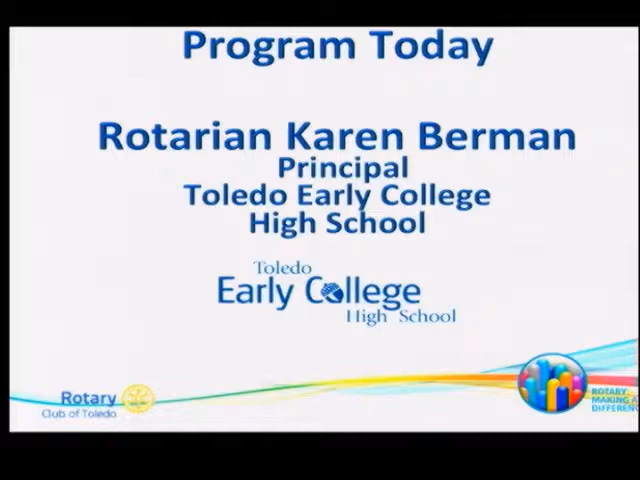 Program Today
Rotarian Karen Berman
Principal
Toledo Early College
High School
Toledo
Early College
High School
Rotary
Club of Toledo
ROTARY
MAKING A
DIFFERENC